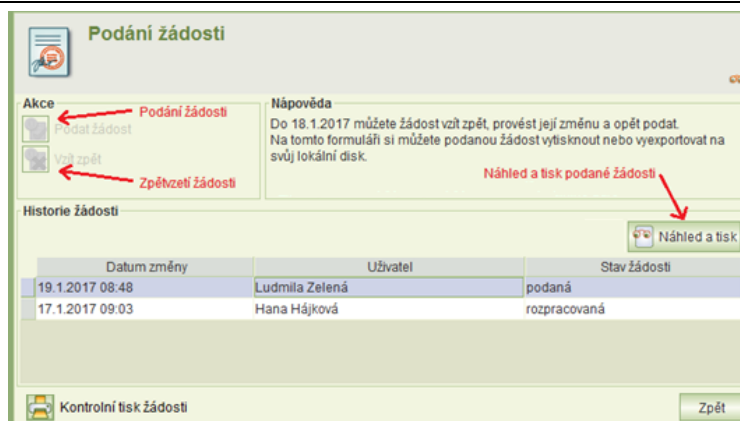 Podání žádosti
Akce
Podání žádosti
Podat žádost
Vzít zpět
Zpětvzetí žádosti
Nápověda
Do 18.1.2017 můžete žádost vzít zpět, provést její změnu a opět podat.
Na tomto formuláři si můžete podanou žádost vytisknout nebo vyexportovat na
svůj lokální disk.
Náhled a tisk podané žádosti
Historie žádosti
Náhled a tisk
Datum změny Uživatel Stav žádosti
19.1.2017 08:48 Ludmila Zelená podaná
17.1.2017 09:03 Hana Hájková rozpracovaná
Kontrolní tisk žádosti
Zpět